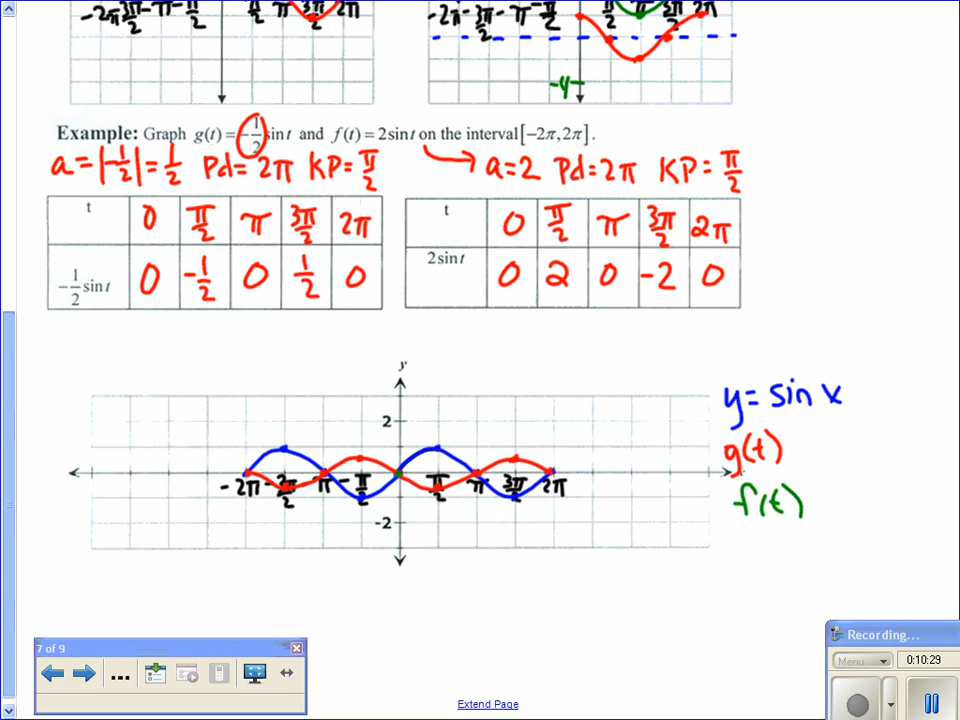 -2π -3π/2 -π -π/2 π/2 π 3π/2 2π
-2π -3π/2 -π -π/2 π/2 π 3π/2 2π
-4
Example: Graph g(t) = -1/2 sin t and f(t) = 2 sin t on the interval [-2π, 2π].
a = |-1/2| = 1/2 Pd = 2π KP = π/2
a = 2 Pd = 2π KP = π/2
t 0 π/2 π 3π/2 2π
-1/2 sin t 0 -1/2 0 1/2 0
t 0 π/2 π 3π/2 2π
2 sin t 0 2 0 -2 0
y
2
-2π -3π/2 -π -π/2 π/2 π 3π/2 2π
-2
y = sin x
g(t)
f(t)
7 of 9
...
Recording...
Menu
0:10:29
Extend Page